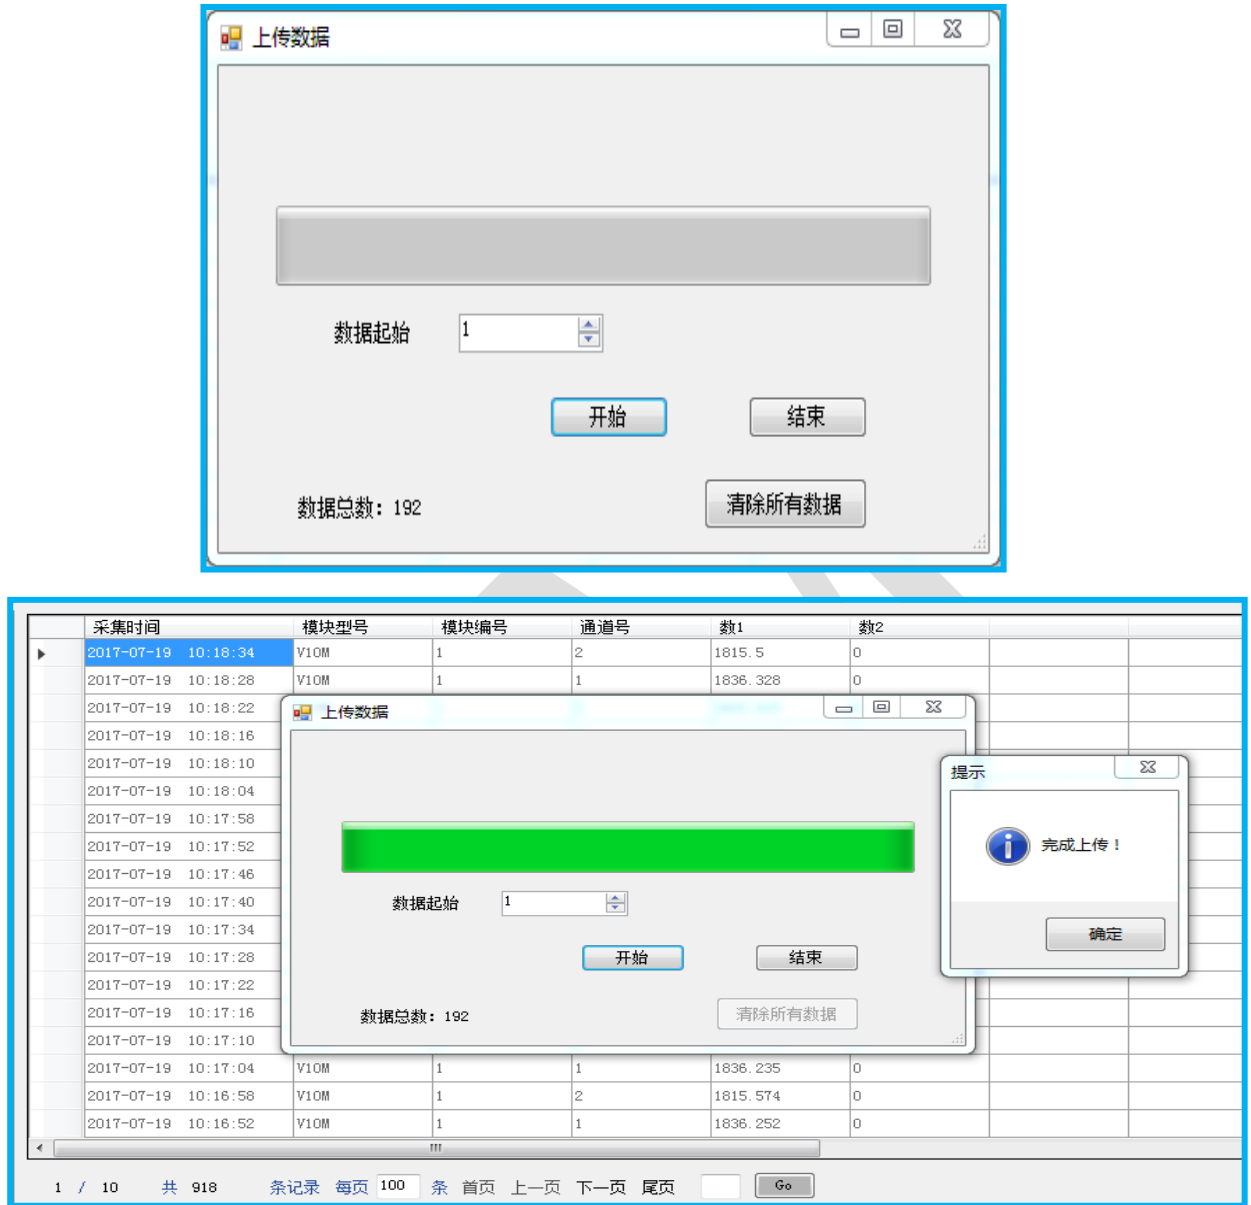 上传数据
数据起始 1
开始 结束
数据总数: 192 清除所有数据
采集时间 模块型号 模块编号 通道号 数1 数2
2017-07-19 10:18:34 V10M 1 2 1815.5 0
2017-07-19 10:18:28 V10M 1 1 1836.328 0
2017-07-19 10:18:22
2017-07-19 10:18:16
2017-07-19 10:18:10
2017-07-19 10:18:04
2017-07-19 10:17:58
2017-07-19 10:17:52
2017-07-19 10:17:46
2017-07-19 10:17:40
2017-07-19 10:17:34
2017-07-19 10:17:28
2017-07-19 10:17:22
2017-07-19 10:17:16
2017-07-19 10:17:10
2017-07-19 10:17:04 V10M 1 1 1836.235 0
2017-07-19 10:16:58 V10M 1 2 1815.574 0
2017-07-19 10:16:52 V10M 1 1 1836.252 0
上传数据
数据起始 1
开始 结束
数据总数: 192 清除所有数据
提示
完成上传！
确定
1 / 10 共 918 条记录 每页 100 条 首页 上一页 下一页 尾页 Go